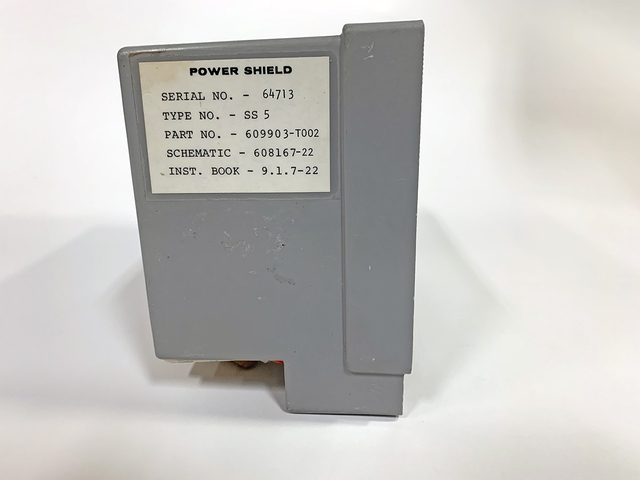 POWER SHIELD
SERIAL NO. - 64713
TYPE NO. - SS 5
PART NO. - 609903-T002
SCHEMATIC - 608167-22
INST. BOOK - 9.1.7-22